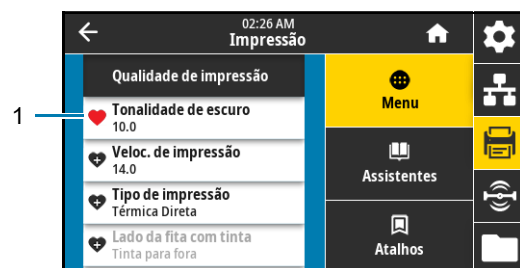 02:26 AM
Impressão
Qualidade de impressão
1
Tonalidade de escuro
10.0
Veloc. de impressão
14.0
Tipo de impressão
Térmica Direta
Lado da fita com tinta
Tinta para fora
Menu
Assistentes
Atalhos